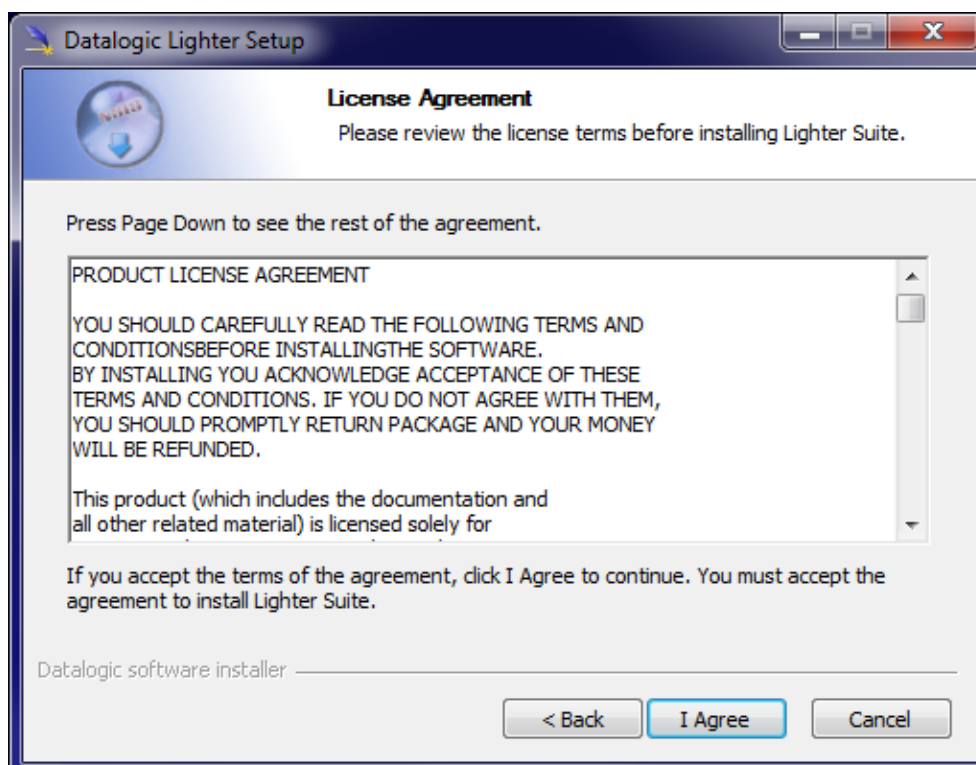 Datalogic Lighter Setup
License Agreement
Please review the license terms before installing Lighter Suite.
Press Page Down to see the rest of the agreement.
PRODUCT LICENSE AGREEMENT
YOU SHOULD CAREFULLY READ THE FOLLOWING TERMS AND
CONDITIONSBEFORE INSTALLINGTHE SOFTWARE.
BY INSTALLING YOU ACKNOWLEDGE ACCEPTANCE OF THESE
TERMS AND CONDITIONS. IF YOU DO NOT AGREE WITH THEM,
YOU SHOULD PROMPTLY RETURN PACKAGE AND YOUR MONEY
WILL BE REFUNDED.
This product (which includes the documentation and
all other related material) is licensed solely for
If you accept the terms of the agreement, click I Agree to continue. You must accept the
agreement to install Lighter Suite.
Datalogic software installer
< Back I Agree Cancel